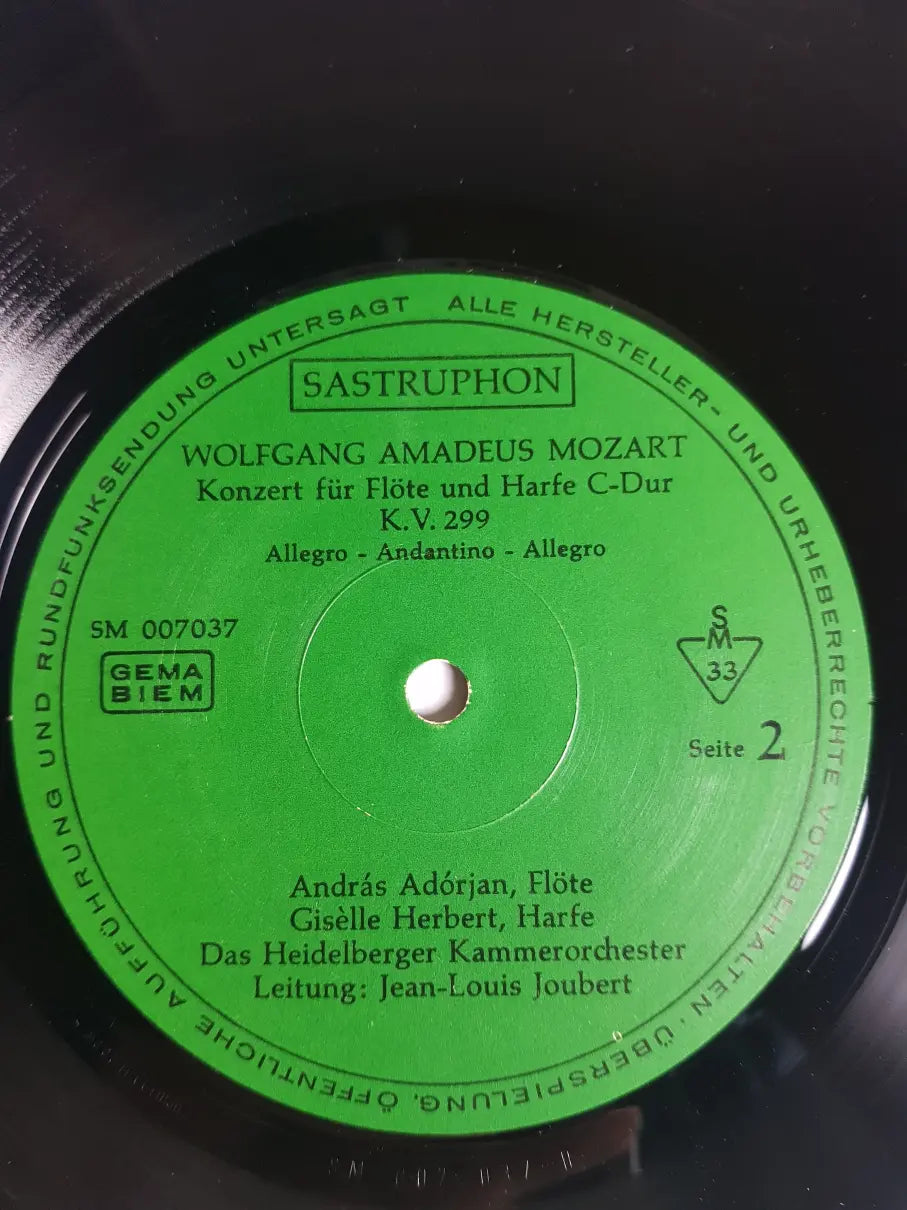 ALLE HERSTELLER- UND URHEBERRECHTE VORBEHALTEN · ÜBERSPIELUNG, ÖFFENTLICHE AUFFÜHRUNG UND RUNDFUNKSENDUNG UNTERSAGT
SASTRUPHON
WOLFGANG AMADEUS MOZART
Konzert für Flöte und Harfe C-Dur
K.V. 299
Allegro - Andantino - Allegro
SM 007037
GEMA
BIEM
SM
33
Seite 2
András Adórjan, Flöte
Gisèlle Herbert, Harfe
Das Heidelberger Kammerorchester
Leitung: Jean-Louis Joubert